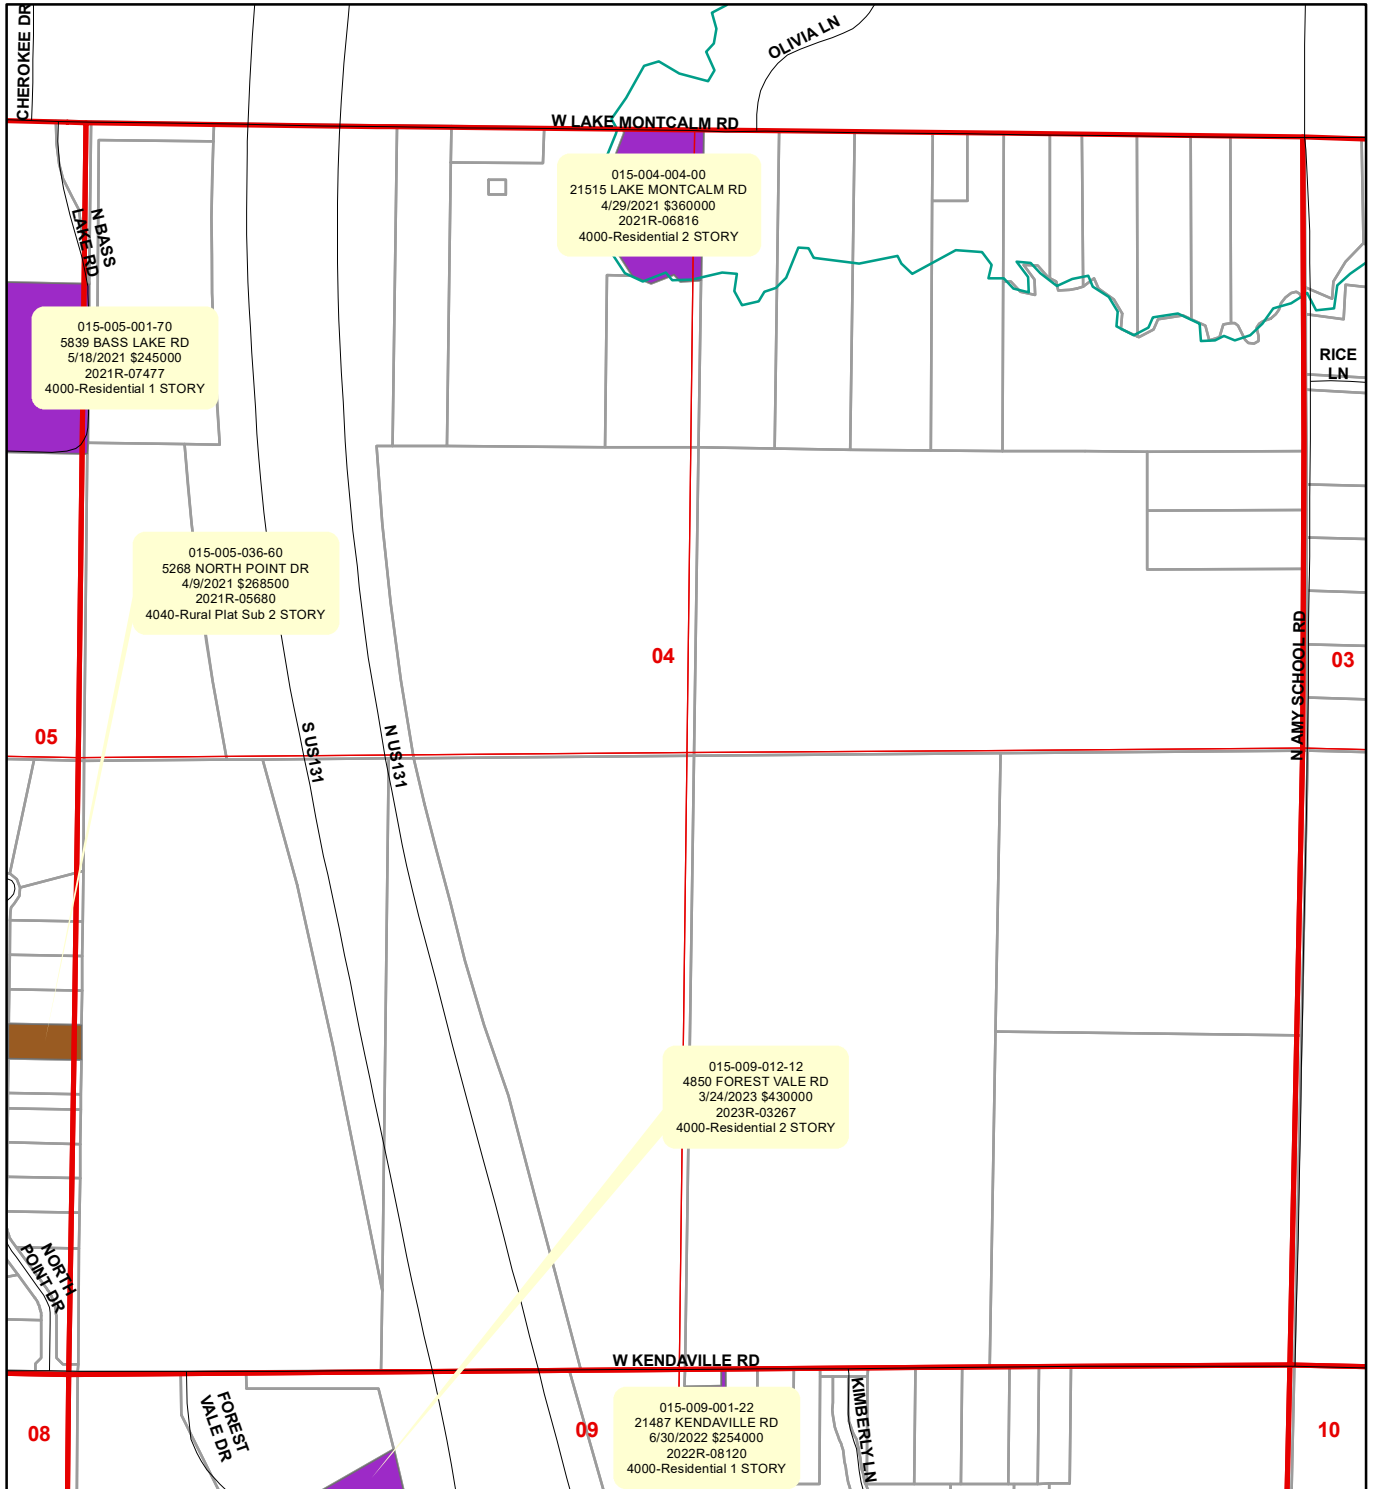 CHEROKEE DR
OLIVIA LN
W LAKE MONTCALM RD
015-004-004-00
21515 LAKE MONTCALM RD
4/29/2021 $360000
2021R-06816
4000-Residential 2 STORY
N BASS
LAKE RD
015-005-001-70
5839 BASS LAKE RD
5/18/2021 $245000
2021R-07477
4000-Residential 1 STORY
RICE
LN
015-005-036-60
5268 NORTH POINT DR
4/9/2021 $268500
2021R-05680
4040-Rural Plat Sub 2 STORY
04
03
N AMY SCHOOL RD
05
S US131
N US131
015-009-012-12
4850 FOREST VALE RD
3/24/2023 $430000
2023R-03267
4000-Residential 2 STORY
NORTH
POINT DR
W KENDAVILLE RD
FOREST
VALE DR
KIMBERLY LN
015-009-001-22
21487 KENDAVILLE RD
6/30/2022 $254000
2022R-08120
4000-Residential 1 STORY
08
09
10